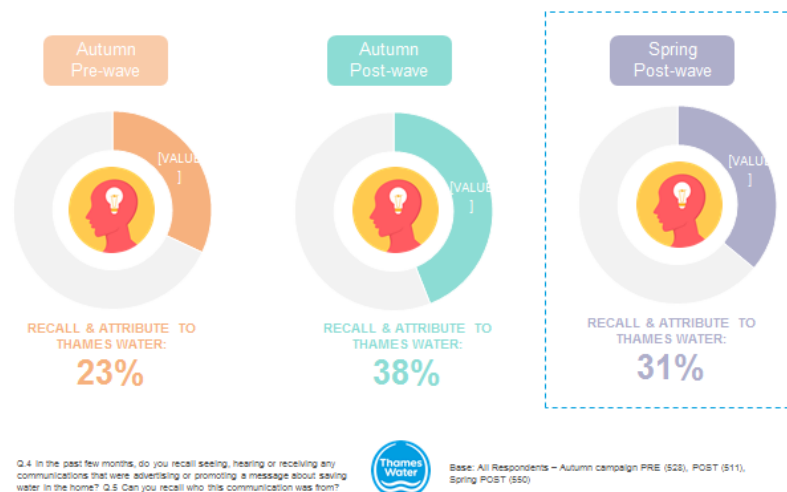 Autumn
Pre-wave
Autumn
Post-wave
Spring
Post-wave
[VALUE
]
[VALUE
]
[VALUE
]
RECALL & ATTRIBUTE TO
THAMES WATER:
23%
RECALL & ATTRIBUTE TO
THAMES WATER:
38%
RECALL & ATTRIBUTE TO
THAMES WATER:
31%
Q.4 In the past few months, do you recall seeing, hearing or receiving any
communications that were advertising or promoting a message about saving
water in the home? Q.5 Can you recall who this communication was from?
Thames
Water
Base: All Respondents – Autumn campaign PRE (528), POST (511),
Spring POST (550)